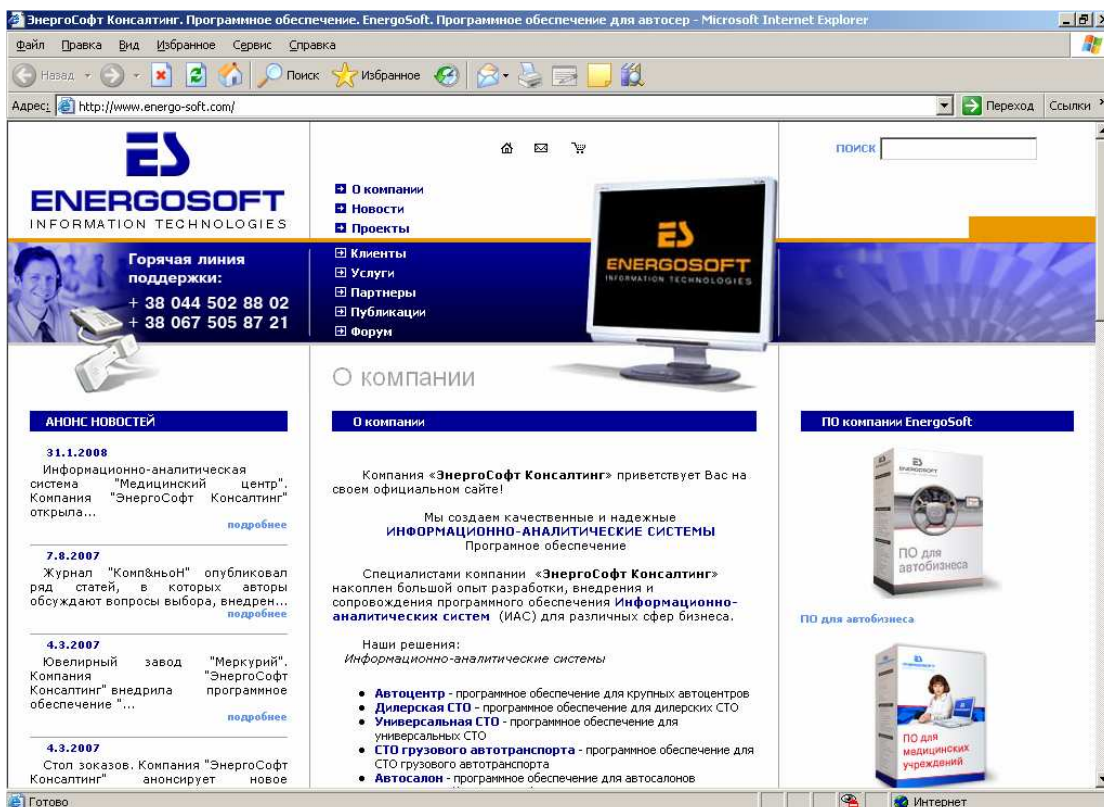 ЭнергоСофт Консалтинг. Программное обеспечение. EnergoSoft. Программное обеспечение для автосер - Microsoft Internet Explorer
Файл Правка Вид Избранное Сервис Справка
Назад Поиск Избранное
Адрес: http://www.energo-soft.com/ Переход Ссылки
ES
ENERGOSOFT
INFORMATION TECHNOLOGIES
Горячая линия
поддержки:
+ 38 044 502 88 02
+ 38 067 505 87 21
О компании
Новости
Проекты
Клиенты
Услуги
Партнеры
Публикации
Форум
ES
ENERGOSOFT
INFORMATION TECHNOLOGIES
ПОИСК
О компании
АНОНС НОВОСТЕЙ
31.1.2008
Информационно-аналитическая
система "Медицинский центр".
Компания "ЭнергоСофт Консалтинг"
открыла...
подробнее
7.8.2007
Журнал "Комп&ньоН" опубликовал
ряд статей, в которых авторы
обсуждают вопросы выбора, внедрен...
подробнее
4.3.2007
Ювелирный завод "Меркурий".
Компания "ЭнергоСофт
Консалтинг" внедрила программное
обеспечение "...
подробнее
4.3.2007
Стол заказов. Компания "ЭнергоСофт
Консалтинг" анонсирует новое
О компании
Компания «ЭнергоСофт Консалтинг» приветствует Вас на
своем официальном сайте!
Мы создаем качественные и надежные
ИНФОРМАЦИОННО-АНАЛИТИЧЕСКИЕ СИСТЕМЫ
Програмное обеспечение
Специалистами компании «ЭнергоСофт Консалтинг»
накоплен большой опыт разработки, внедрения и
сопровождения программного обеспечения Информационно-
аналитических систем (ИАС) для различных сфер бизнеса.
Наши решения:
Информационно-аналитические системы
Автоцентр - программное обеспечение для крупных автоцентров
Дилерская СТО - программное обеспечение для дилерских СТО
Универсальная СТО - программное обеспечение для
универсальных СТО
СТО грузового автотранспорта - программное обеспечение для
СТО грузового автотранспорта
Автосалон - программное обеспечение для автосалонов
ПО компании EnergoSoft
ES
ENERGOSOFT
ПО для
автобизнеса
ПО для автобизнеса
ES
ПО для
медицинских
учреждений
Готово Интернет